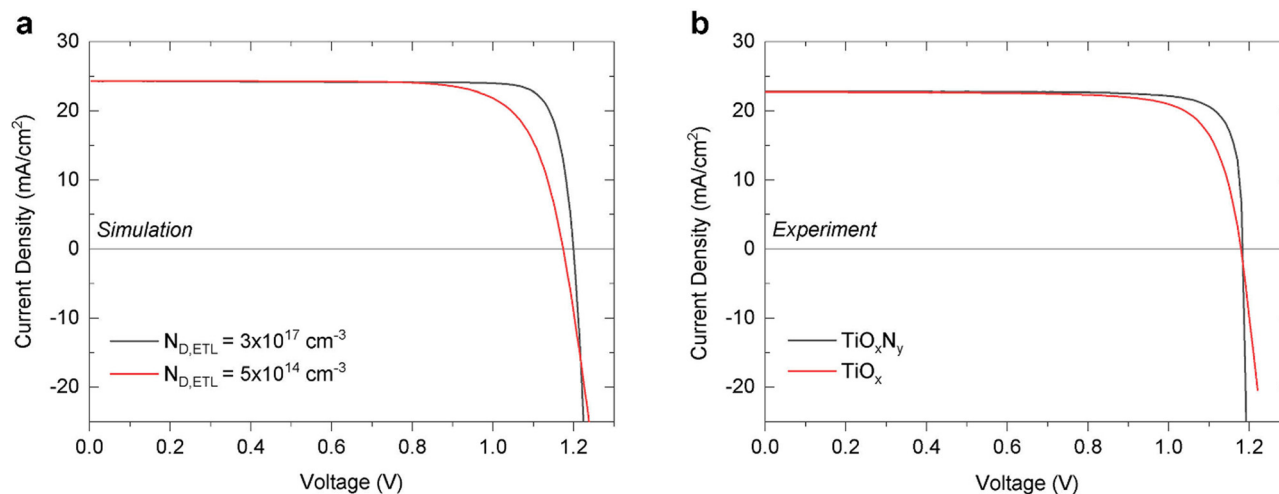 a
30
20
10
0
-10
-20
Current Density (mA/cm²)
Simulation
N_D,ETL = 3x10¹⁷ cm⁻³
N_D,ETL = 5x10¹⁴ cm⁻³
0.0 0.2 0.4 0.6 0.8 1.0 1.2
Voltage (V)
b
30
20
10
0
-10
-20
Current Density (mA/cm²)
Experiment
TiOₓN_y
TiOₓ
0.0 0.2 0.4 0.6 0.8 1.0 1.2
Voltage (V)